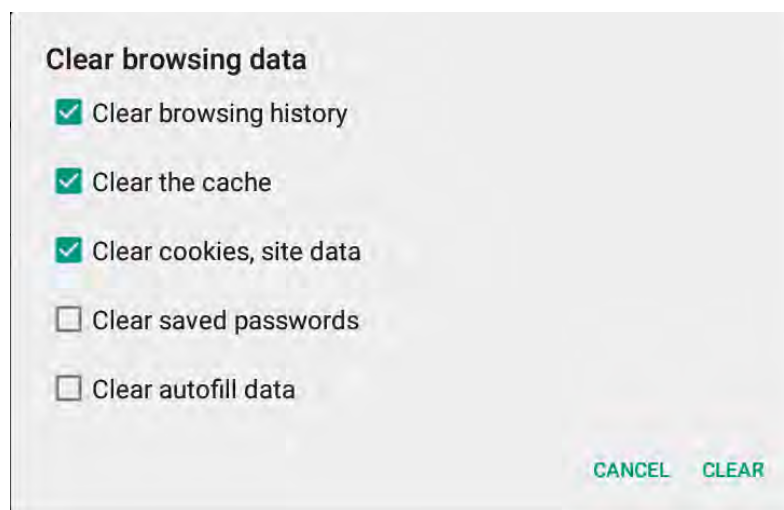 Clear browsing data
Clear browsing history
Clear the cache
Clear cookies, site data
Clear saved passwords
Clear autofill data
CANCEL CLEAR